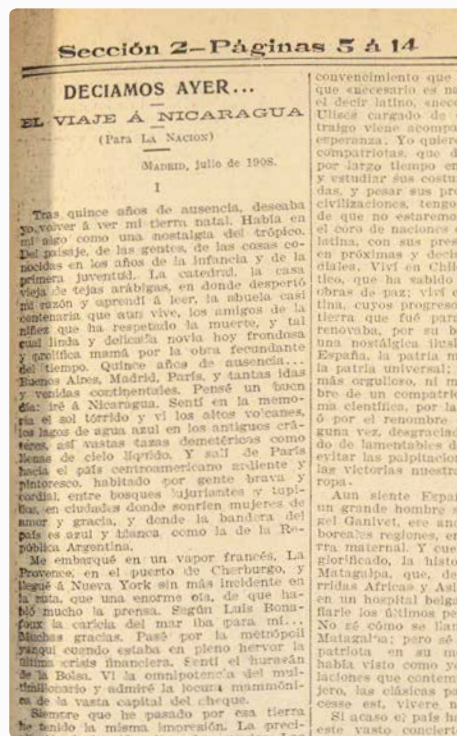 Sección 2—Páginas 5 á 14
DECIAMOS AYER...
EL VIAJE Á NICARAGUA
(Para LA NACION)
MADRID, julio de 1908.
I
Tras quince años de ausencia, deseaba
yo volver á ver mi tierra natal. Había en
mí algo como una nostalgia del trópico.
Del paisaje, de las gentes, de las cosas co-
nocidas en los años de la infancia y de la
primera juventud. La catedral, la casa
vieja de tejas arábigas, en donde despertó
mi razón y aprendí á leer, la abuela casi
centenaria que aun vive, los amigos de la
niñez que ha respetado la muerte, y tal
cual linda y delicada novia hoy frondosa
y prolífica mamá por la obra fecundante
del tiempo. Quince años de ausencia...
Buenos Aires, Madrid, París, y tantas idas
y venidas continentales. Pensé un buen
día: iré á Nicaragua. Sentí en la memo-
ria el sol tórrido y vi los altos volcanes,
los lagos de agua azul en los antiguos crá-
teres, así vastas tazas demetéricas como
llenas de cielo líquido. Y salí de París
hacia el país centroamericano ardiente y
pintoresco, habitado por gente brava y
cordial, entre bosques lujuriantes y tupi-
dos, en ciudades donde sonríen mujeres de
amor y gracia, y donde la bandera del
país es azul y blanca, como la de la Re-
pública Argentina.
Me embarqué en un vapor francés, La
Provence, en el puerto de Cherburgo, y
llegué á Nueva York sin más incidente en
la ruta, que una enorme ola, de que ha-
bló mucho la prensa. Según Luis Bona-
foux la caricia del mar iba para mí...
Muchas gracias. Pasé por la metrópoli
yanqui cuando estaba en pleno hervor la
última crisis financiera. Sentí el huracán
de la Bolsa. Vi la omnipotencia del mul-
timillonario y admiré la locura mammóni-
ca de la vasta capital del cheque.
Siempre que he pasado por esa tierra
he tenido la misma impresión. La preci-
convencimiento que
que «necesario es na
el decir latino, «nece
Ulises cargado de
traigo viene acompa
esperanza. Yo quier
compatriotas, que d
por largo tiempo en
y estudiar sus costu
das, y pesar sus pro
civilizaciones, tengo
de que no estaremo
el coro de naciones
latina, con sus pres
en próximas y deci
diales. Viví en Chil
tico, que ha sabido
obras de paz; viví
tina, cuyos progreso
tierra que fué para
renovaba, por su b
una nostálgica ilus
España, la patria m
la patria universal;
más orgulloso, ni m
bre de un compatri
ma científica, por la
ó por el renombre
guna vez, desgracias
do de lamentables d
evitar las palpitacio
las victorias nuestra
ropa.
Aun siente Espa
un grande hombre s
gel Ganivet, ere an
boreales regiones, en
rra maternal. Y cue
glorificado, la histo
Matagalpa, que, de
rridas Africas y Asi
en un hospital belga
fiarle los últimos pe
No sé cómo se llan
Matagalpa; pero sé
patriota en su m
había visto como yo
laciones que contem
jero, las clásicas pa
cesse est, vivere n
Si acaso el país h
este vasto concierto